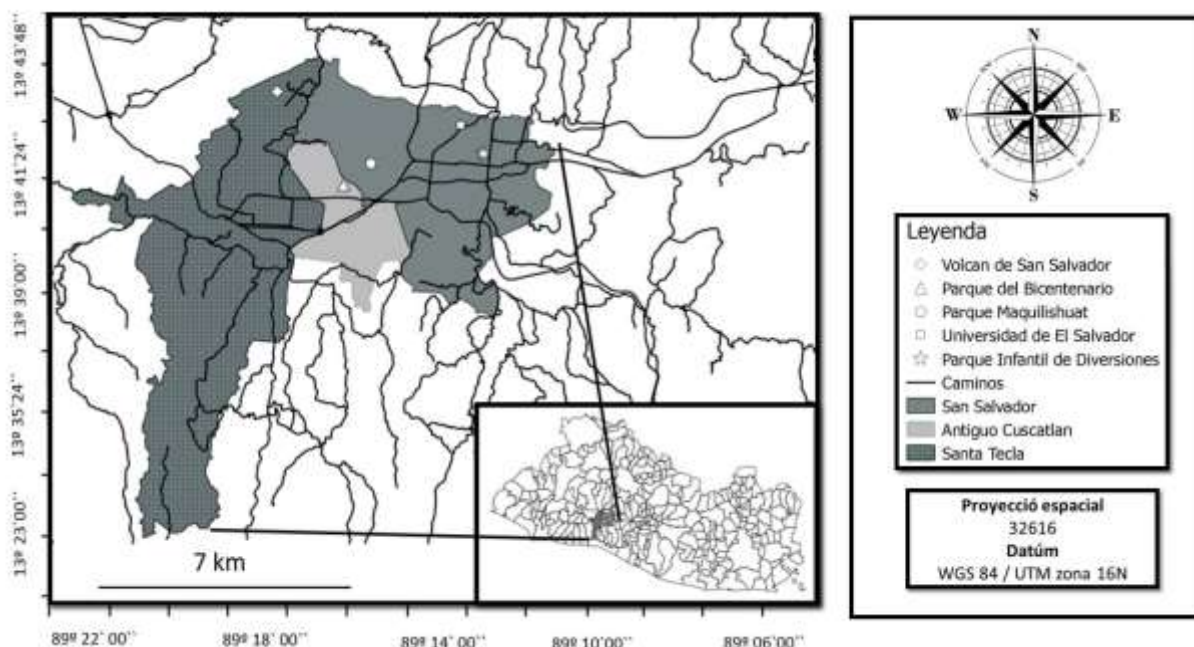 13º 43´48´´
13º 41´24´´
13º 39´00´´
13º 35´24´´
13º 23´00´´
7 km
89º 22´ 00´´
89º 18´00´´
89º 14´00´´
89º 10´00´´
89º 06´00´´
N
W
E
S
Leyenda
Volcan de San Salvador
Parque del Bicentenario
Parque Maquilishuat
Universidad de El Salvador
Parque Infantil de Diversiones
Caminos
San Salvador
Antiguo Cuscatlan
Santa Tecla
Proyecció espacial
32616
Datúm
WGS 84 / UTM zona 16N